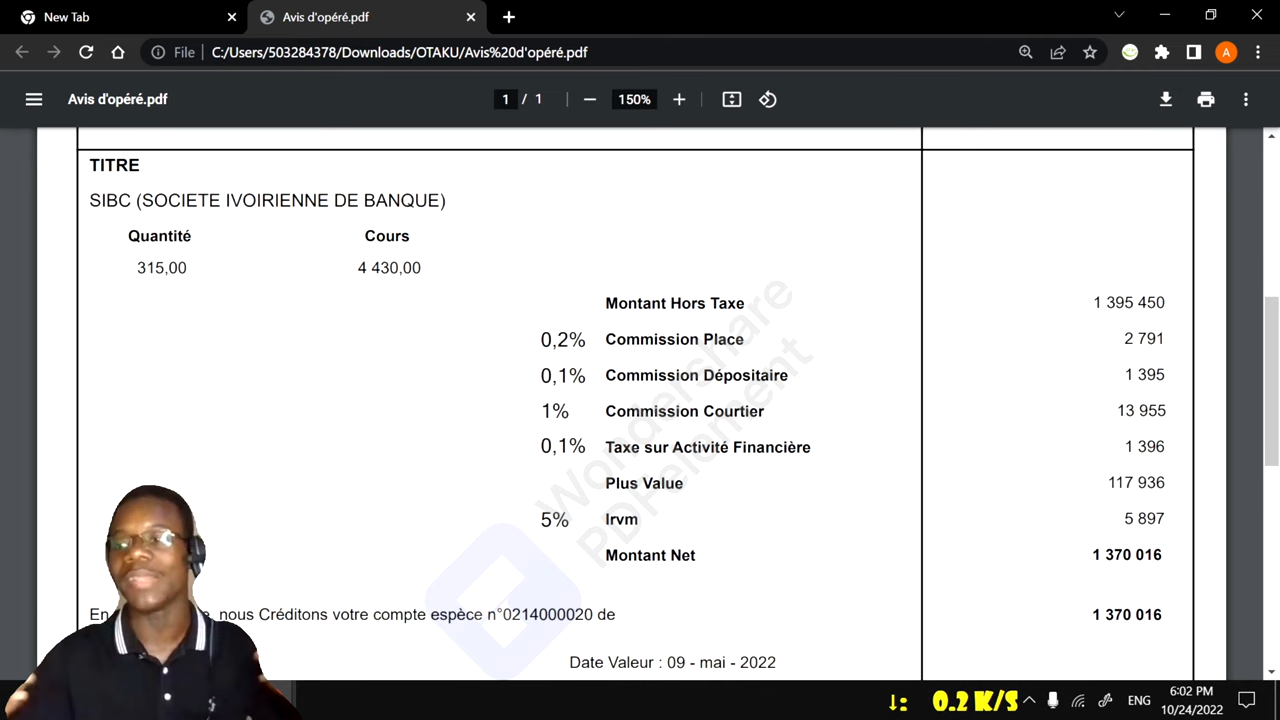 New Tab
Avis d'opéré.pdf
File C:/Users/503284378/Downloads/OTAKU/Avis%20d'opéré.pdf
A
Avis d'opéré.pdf
1 / 1
150%
TITRE
SIBC (SOCIETE IVOIRIENNE DE BANQUE)
Quantité Cours
315,00 4 430,00
Montant Hors Taxe 1 395 450
0,2% Commission Place 2 791
0,1% Commission Dépositaire 1 395
1% Commission Courtier 13 955
0,1% Taxe sur Activité Financière 1 396
Plus Value 117 936
5% Irvm 5 897
Montant Net 1 370 016
Wondershare
PDFelement
En nous Créditons votre compte espèce n°0214000020 de 1 370 016
Date Valeur : 09 - mai - 2022
0.2 K/S
ENG
6:02 PM
10/24/2022